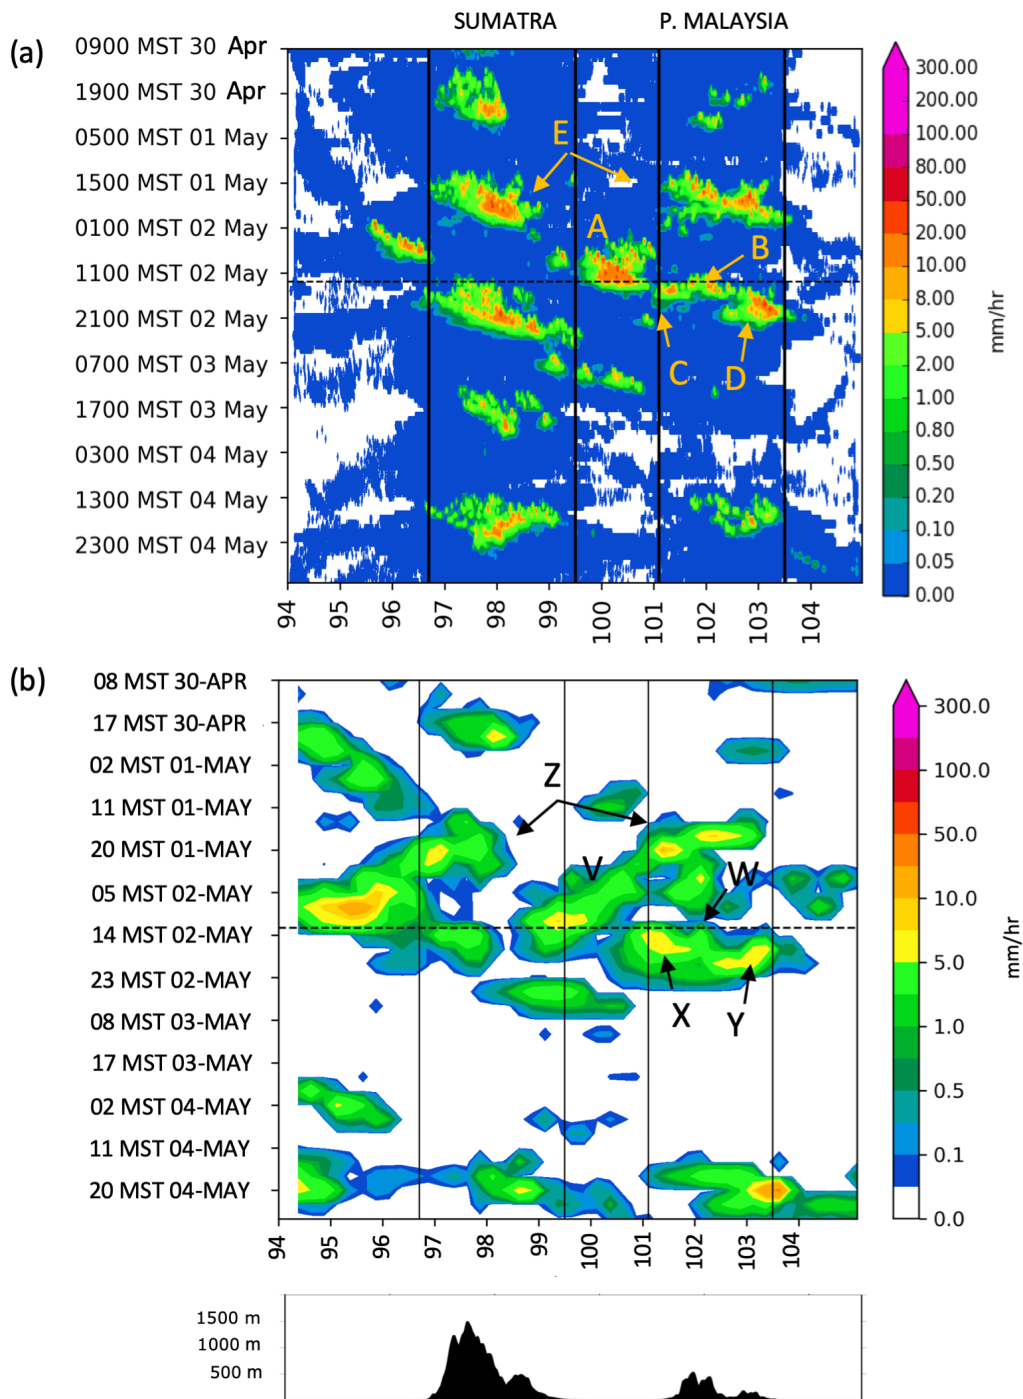 SUMATRA P. MALAYSIA
(a)
0900 MST 30 Apr
1900 MST 30 Apr
0500 MST 01 May
1500 MST 01 May
0100 MST 02 May
1100 MST 02 May
2100 MST 02 May
0700 MST 03 May
1700 MST 03 May
0300 MST 04 May
1300 MST 04 May
2300 MST 04 May
E
A
B
C
D
94 95 96 97 98 99 100 101 102 103 104
300.00
200.00
100.00
80.00
50.00
20.00
10.00
8.00
5.00
2.00
1.00
0.80
0.50
0.20
0.10
0.05
0.00
mm/hr
(b)
08 MST 30-APR
17 MST 30-APR
02 MST 01-MAY
11 MST 01-MAY
20 MST 01-MAY
05 MST 02-MAY
14 MST 02-MAY
23 MST 02-MAY
08 MST 03-MAY
17 MST 03-MAY
02 MST 04-MAY
11 MST 04-MAY
20 MST 04-MAY
Z
V
W
X
Y
94 95 96 97 98 99 100 101 102 103 104
300.0
100.0
50.0
10.0
5.0
1.0
0.5
0.1
0.0
mm/hr
1500 m
1000 m
500 m